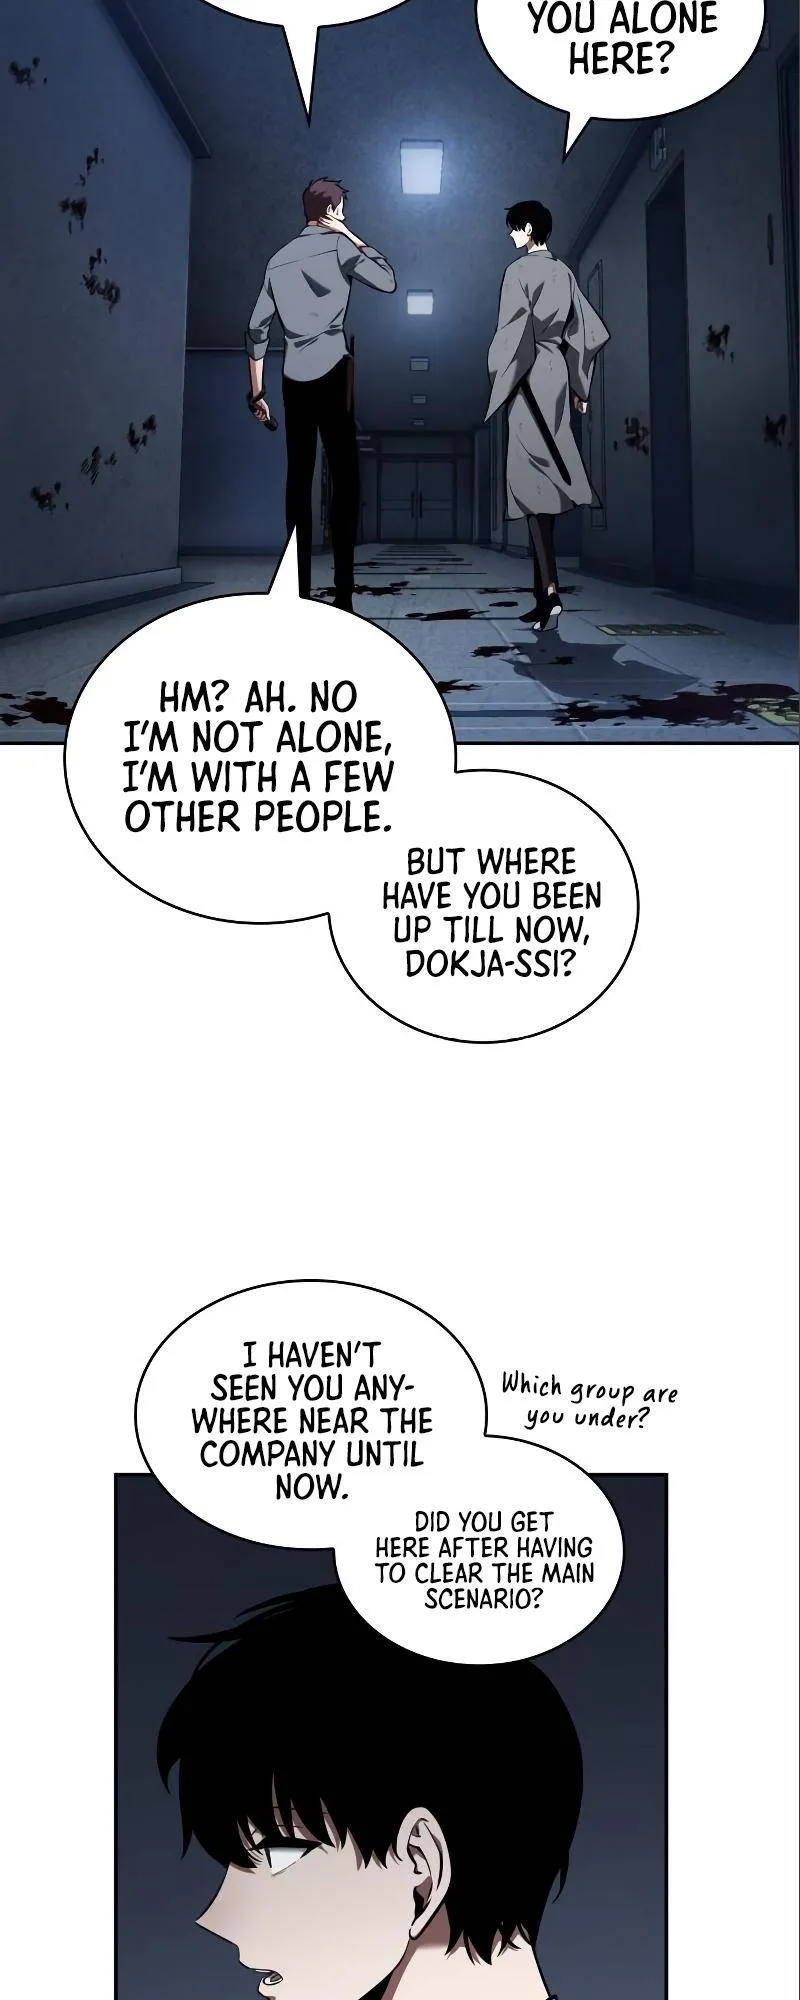 YOU ALONE
HERE?
HM? AH. NO
I'M NOT ALONE,
I'M WITH A FEW
OTHER PEOPLE.
BUT WHERE
HAVE YOU BEEN
UP TILL NOW,
DOKJA-SSI?
I HAVEN'T
SEEN YOU ANY-
WHERE NEAR THE
COMPANY UNTIL
NOW.
Which group are
you under?
DID YOU GET
HERE AFTER HAVING
TO CLEAR THE MAIN
SCENARIO?